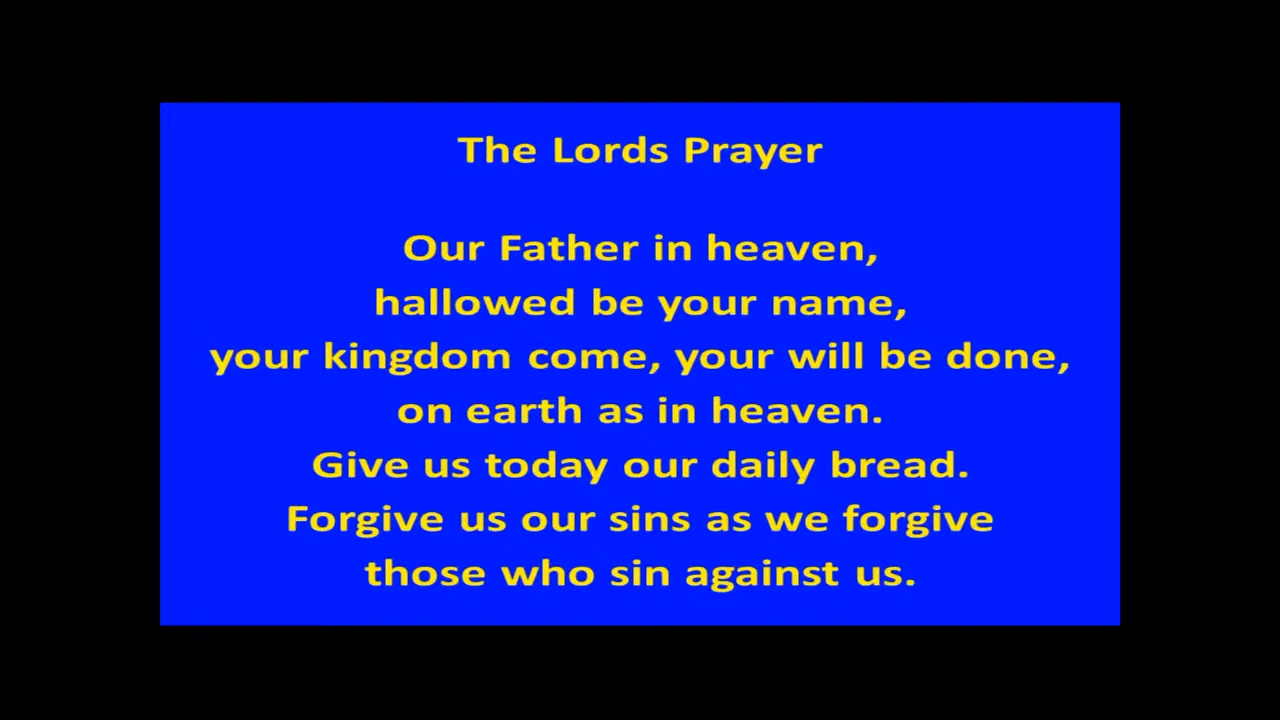 The Lords Prayer
Our Father in heaven,
hallowed be your name,
your kingdom come, your will be done,
on earth as in heaven.
Give us today our daily bread.
Forgive us our sins as we forgive
those who sin against us.